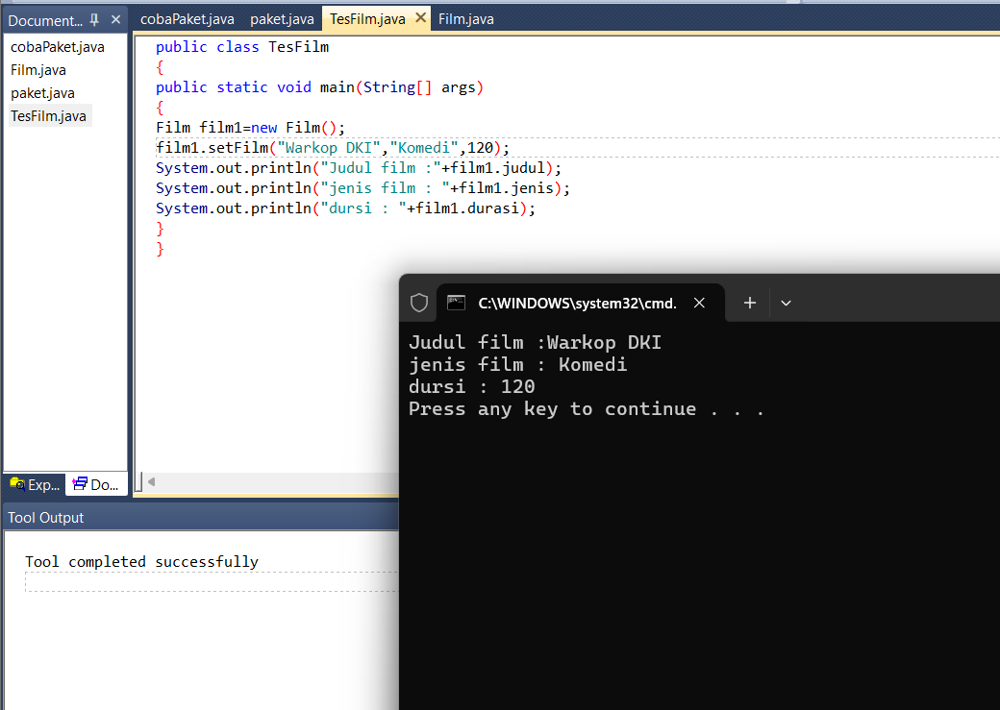 Document...
cobaPaket.java
Film.java
paket.java
TesFilm.java
Exp...
Do...
cobaPaket.java paket.java TesFilm.java Film.java
public class TesFilm
{
public static void main(String[] args)
{
Film film1=new Film();
film1.setFilm("Warkop DKI","Komedi",120);
System.out.println("Judul film :"+film1.judul);
System.out.println("jenis film : "+film1.jenis);
System.out.println("dursi : "+film1.durasi);
}
}
C:\WINDOWS\system32\cmd.
Judul film :Warkop DKI
jenis film : Komedi
dursi : 120
Press any key to continue . . .
Tool Output
Tool completed successfully